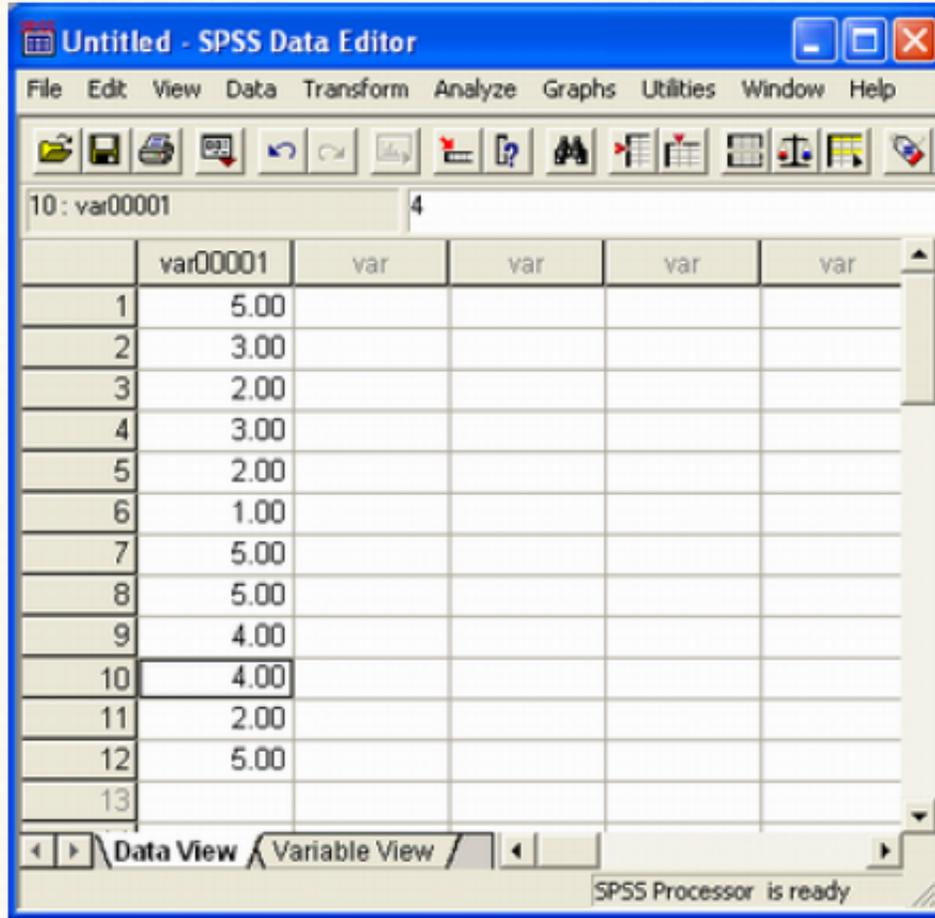 Untitled - SPSS Data Editor
File Edit View Data Transform Analyze Graphs Utilities Window Help
10 : var00001 4
var00001 var var var var
1 5.00
2 3.00
3 2.00
4 3.00
5 2.00
6 1.00
7 5.00
8 5.00
9 4.00
10 4.00
11 2.00
12 5.00
13
Data View Variable View
SPSS Processor is ready